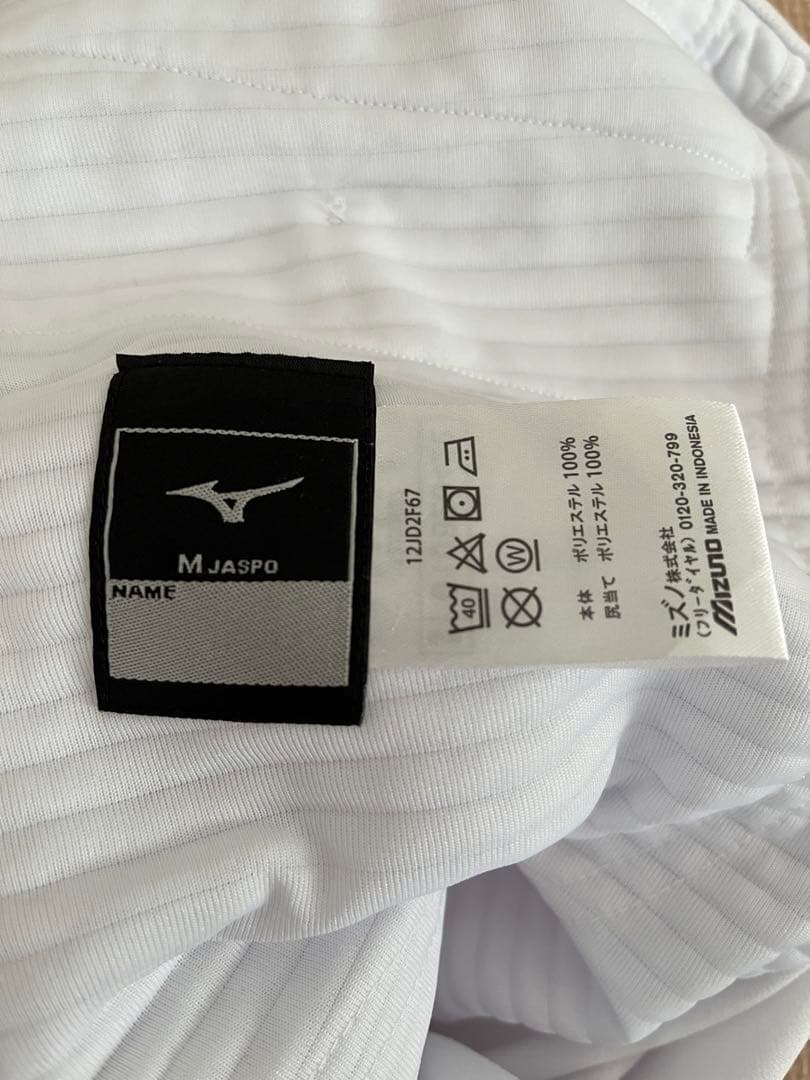 M JASPO
NAME
12JD2F67
40
W
本体 ポリエステル 100%
尻当て ポリエステル 100%
ミズノ株式会社
(フリーダイヤル) 0120-320-799
MIZUNO MADE IN INDONESIA